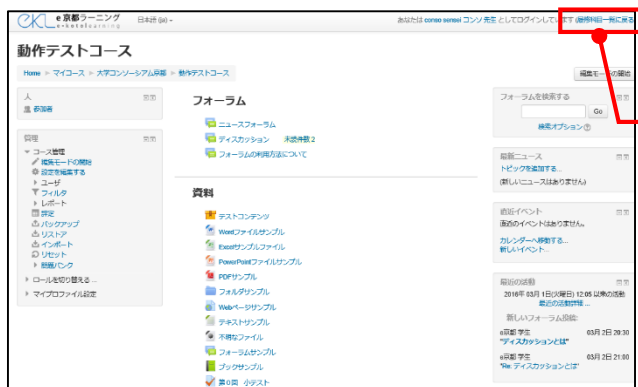 e京都ラーニング
e-kotolearning
日本語 (ja)
あなたは conso sensei コンソ 先生 としてログインしています (履修科目一覧に戻る
動作テストコース
Home ► マイコース ► 大学コンソーシアム京都 ► 動作テストコース
編集モードの開始
人
参加者
管理
コース管理
編集モードの開始
設定を編集する
ユーザ
フィルタ
レポート
評定
バックアップ
リストア
インポート
リセット
問題バンク
ロールを切り替える ...
マイプロファイル設定
フォーラム
ニュースフォーラム
ディスカッション 未読件数 2
フォーラムの利用方法について
資料
テストコンテンツ
Wordファイルサンプル
Excelサンプルファイル
PowerPointファイルサンプル
PDFサンプル
フォルダサンプル
Webページサンプル
テキストサンプル
不明なファイル
フォーラムサンプル
ブックサンプル
第0回 小テスト
フォーラムを検索する
Go
検索オプション
最新ニュース
トピックを追加する...
(新しいニュースはありません)
直近イベント
直近のイベントはありません。
カレンダーへ移動する...
新しいイベント...
最近の活動
2016年 03月 1日(火曜日) 12:05 以来の活動
最近の活動詳細 ...
新しいフォーラム投稿:
e京都 学生 03月 2日 20:30
"ディスカッションとは"
e京都 学生 03月 2日 21:00
"Re: ディスカッションとは"